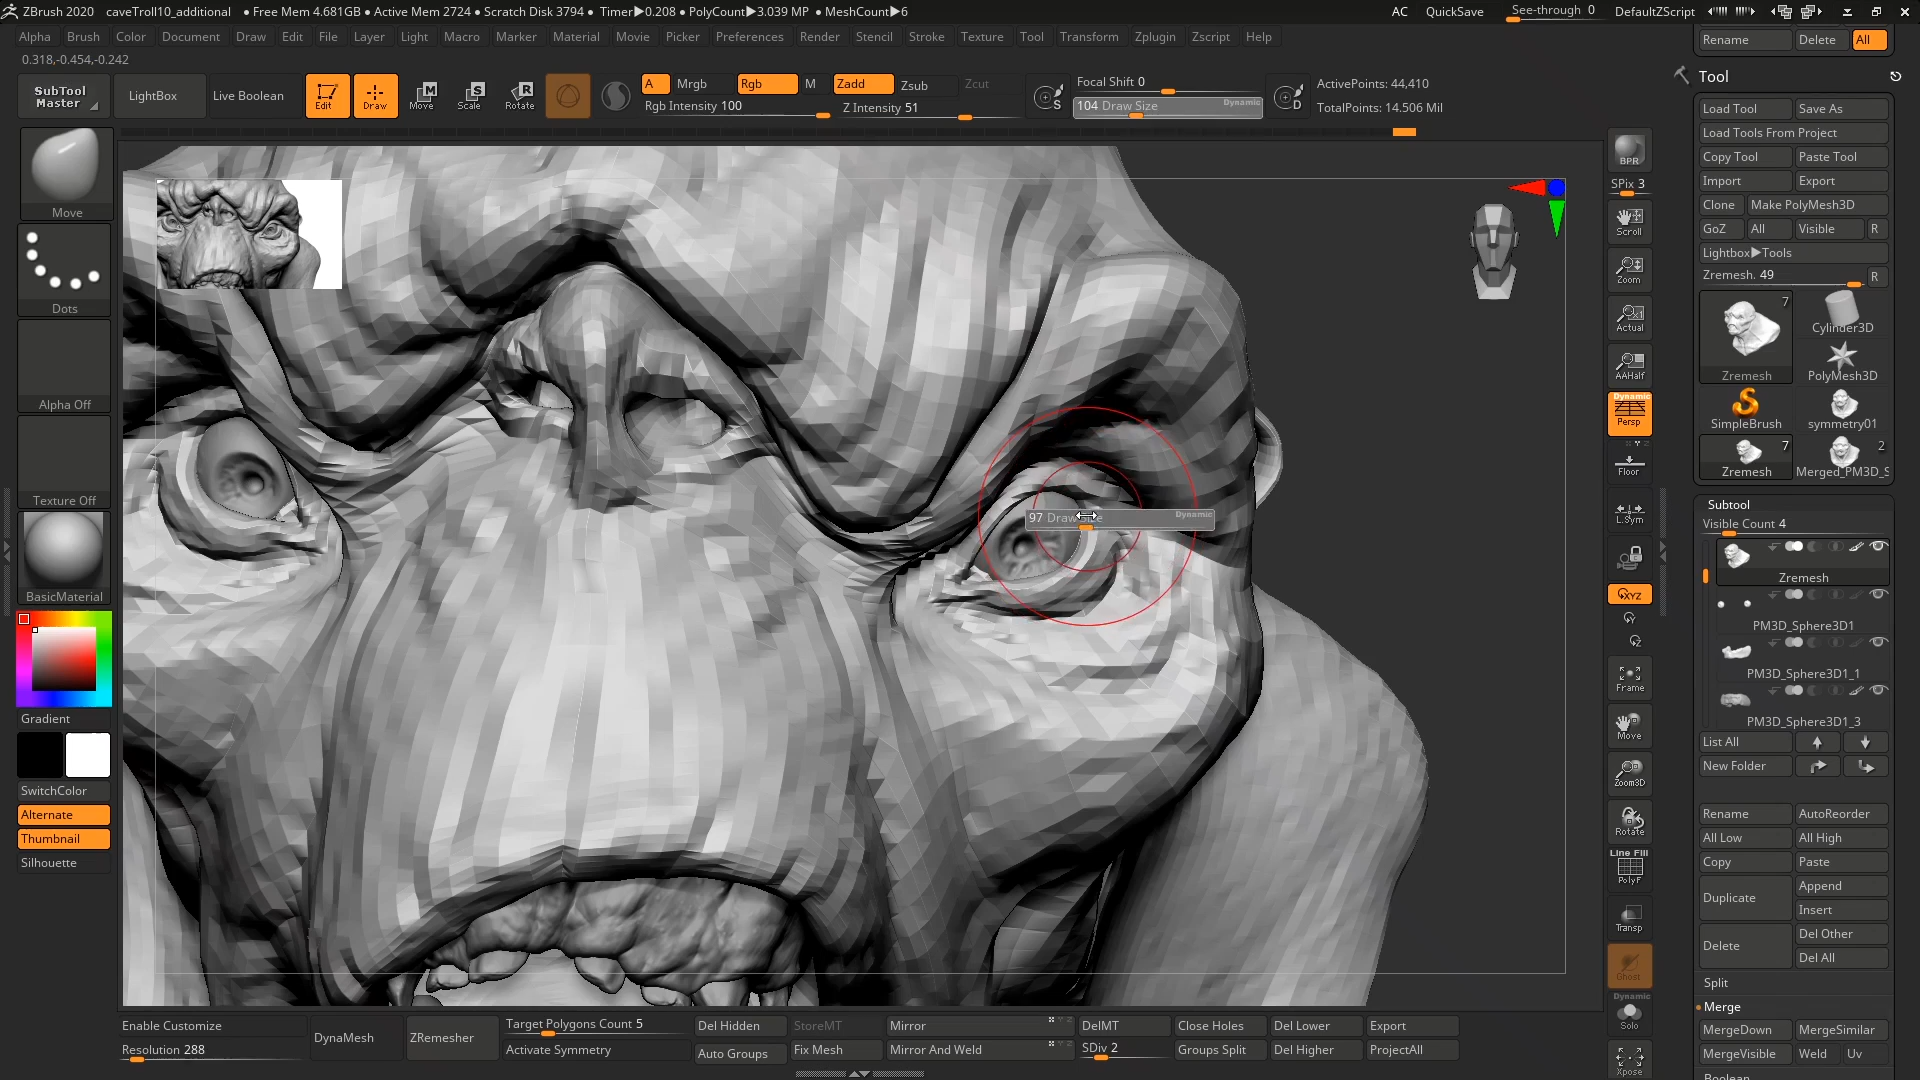 ZBrush 2020 caveTroll10_additional • Free Mem 4.681GB • Active Mem 2724 • Scratch Disk 3794 • Timer▶0.208 • PolyCount▶3.039 MP • MeshCount▶6 AC QuickSave See-through 0 DefaultZScript
Alpha Brush Color Document Draw Edit File Layer Light Macro Marker Material Movie Picker Preferences Render Stencil Stroke Texture Tool Transform Zplugin Zscript Help
0.318,-0.454,-0.242
SubTool Master
LightBox
Live Boolean
Edit
Draw
Move
Scale
Rotate
A Mrgb Rgb M Zadd Zsub Zcut
Rgb Intensity 100 Z Intensity 51
Focal Shift 0
104 Draw Size Dynamic
ActivePoints: 44,410
TotalPoints: 14.506 Mil
Move
Dots
Alpha Off
Texture Off
BasicMaterial
Gradient
SwitchColor
Alternate
Thumbnail
Silhouette
97 Draw Size Dynamic
BPR
SPix 3
Scroll
Zoom
Actual
AAHalf
Dynamic
Persp
Floor
L.Sym
XYZ
Frame
Move
Zoom3D
Rotate
Line Fill
PolyF
Transp
Ghost
Dynamic
Solo
Xpose
Rename Delete All
Tool
Load Tool Save As
Load Tools From Project
Copy Tool Paste Tool
Import Export
Clone Make PolyMesh3D
GoZ All Visible R
Lightbox▶Tools
Zremesh. 49 R
7
Cylinder3D
Zremesh PolyMesh3D
SimpleBrush symmetry01
7 2
Zremesh Merged_PM3D_S
Subtool
Visible Count 4
Zremesh
PM3D_Sphere3D1
PM3D_Sphere3D1_1
PM3D_Sphere3D1_3
List All
New Folder
Rename AutoReorder
All Low All High
Copy Paste
Duplicate Append
Insert
Delete Del Other
Del All
Split
Merge
MergeDown MergeSimilar
MergeVisible Weld Uv
Boolean
Enable Customize
Resolution 288
DynaMesh
ZRemesher
Target Polygons Count 5
Activate Symmetry
Del Hidden StoreMT Mirror DelMT Close Holes Del Lower Export
Auto Groups Fix Mesh Mirror And Weld SDiv 2 Groups Split Del Higher ProjectAll